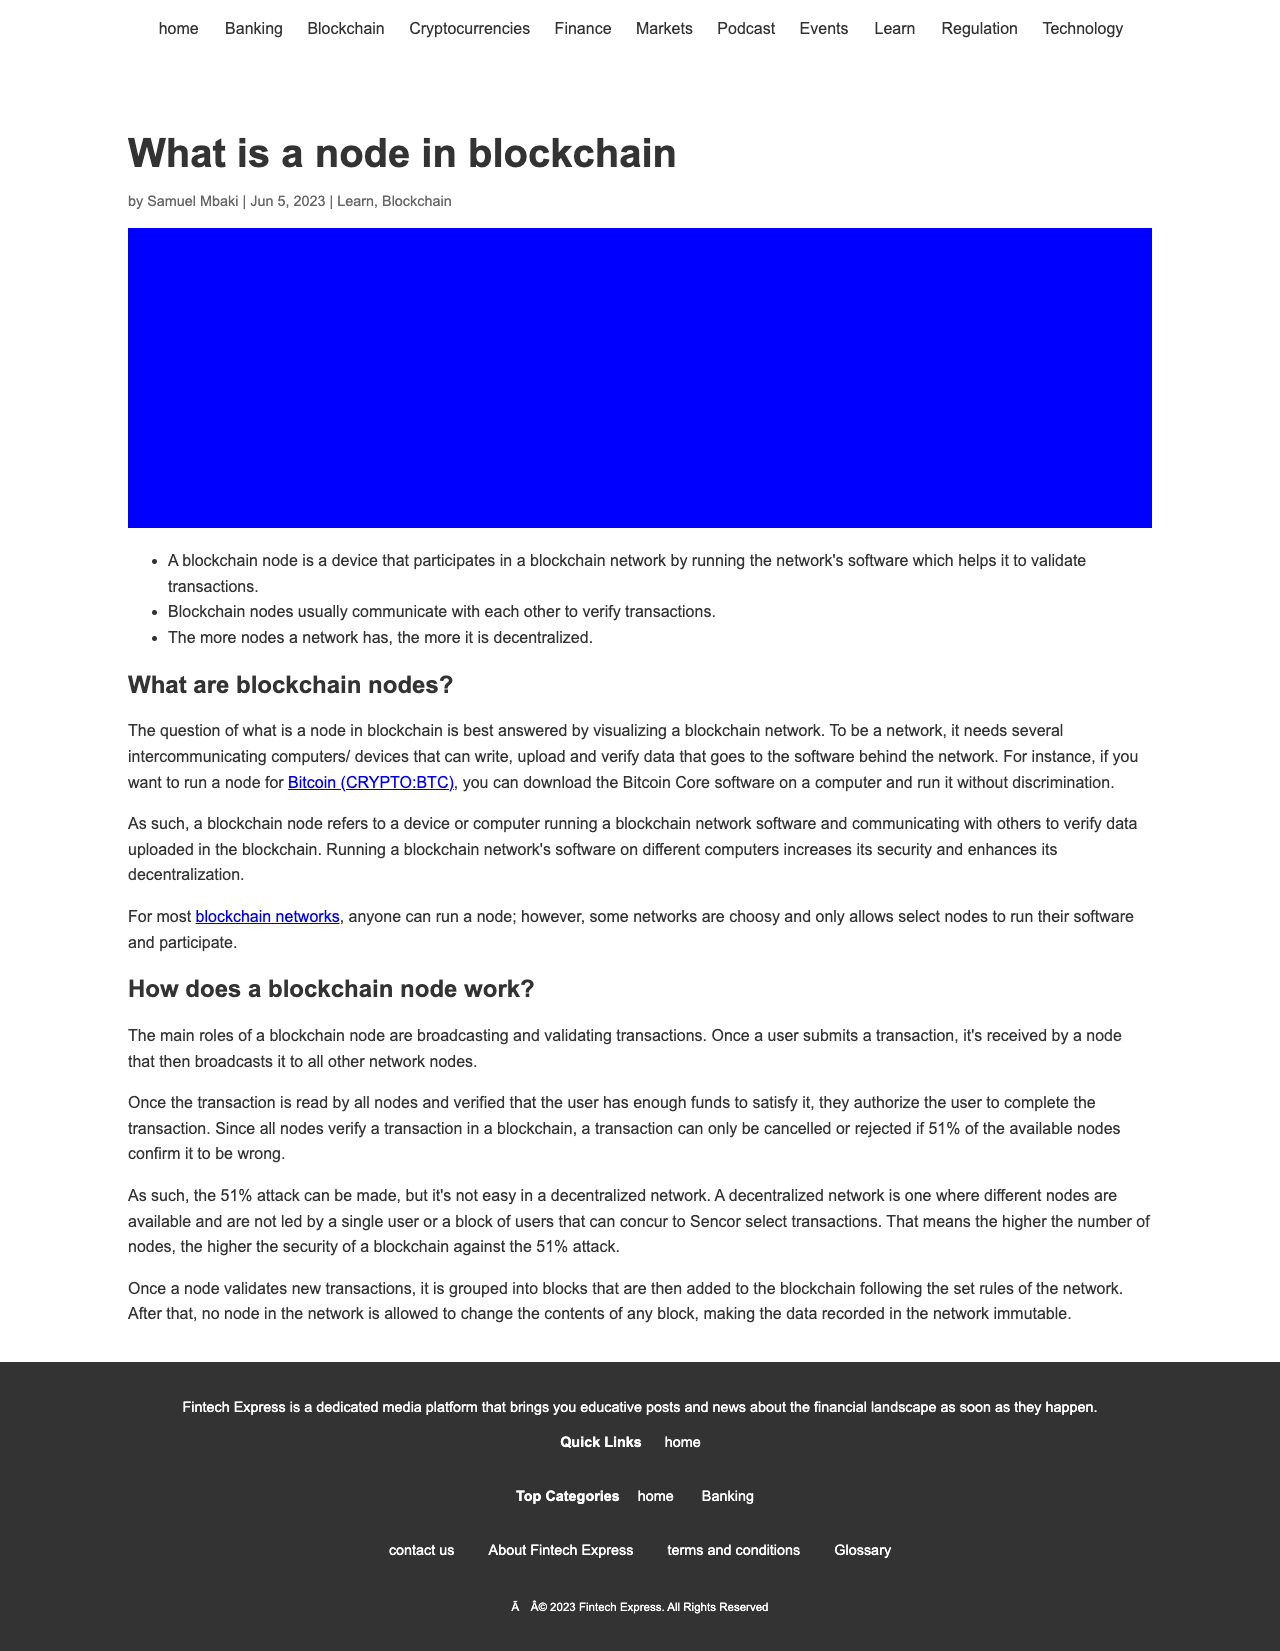 home Banking Blockchain Cryptocurrencies Finance Markets Podcast Events Learn Regulation Technology
What is a node in blockchain
by Samuel Mbaki | Jun 5, 2023 | Learn, Blockchain
• A blockchain node is a device that participates in a blockchain network by running the network's software which helps it to validate
transactions.
• Blockchain nodes usually communicate with each other to verify transactions.
• The more nodes a network has, the more it is decentralized.
What are blockchain nodes?
The question of what is a node in blockchain is best answered by visualizing a blockchain network. To be a network, it needs several
intercommunicating computers/ devices that can write, upload and verify data that goes to the software behind the network. For instance, if you
want to run a node for Bitcoin (CRYPTO:BTC), you can download the Bitcoin Core software on a computer and run it without discrimination.
As such, a blockchain node refers to a device or computer running a blockchain network software and communicating with others to verify data
uploaded in the blockchain. Running a blockchain network's software on different computers increases its security and enhances its
decentralization.
For most blockchain networks, anyone can run a node; however, some networks are choosy and only allows select nodes to run their software
and participate.
How does a blockchain node work?
The main roles of a blockchain node are broadcasting and validating transactions. Once a user submits a transaction, it's received by a node
that then broadcasts it to all other network nodes.
Once the transaction is read by all nodes and verified that the user has enough funds to satisfy it, they authorize the user to complete the
transaction. Since all nodes verify a transaction in a blockchain, a transaction can only be cancelled or rejected if 51% of the available nodes
confirm it to be wrong.
As such, the 51% attack can be made, but it's not easy in a decentralized network. A decentralized network is one where different nodes are
available and are not led by a single user or a block of users that can concur to Sencor select transactions. That means the higher the number of
nodes, the higher the security of a blockchain against the 51% attack.
Once a node validates new transactions, it is grouped into blocks that are then added to the blockchain following the set rules of the network.
After that, no node in the network is allowed to change the contents of any block, making the data recorded in the network immutable.
Fintech Express is a dedicated media platform that brings you educative posts and news about the financial landscape as soon as they happen.
Quick Links home
Top Categories home Banking
contact us About Fintech Express terms and conditions Glossary
Ã Â© 2023 Fintech Express. All Rights Reserved